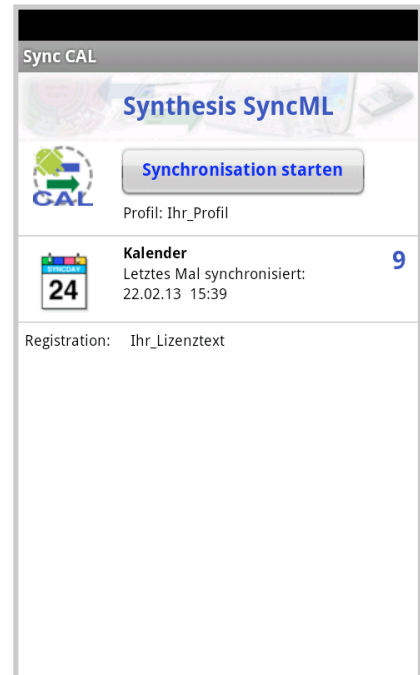 Sync CAL
Synthesis SyncML
CAL
Synchronisation starten
Profil: Ihr_Profil
Kalender
9
SYNCDAY
24
Letztes Mal synchronisiert:
22.02.13 15:39
Registration: Ihr_Lizenztext